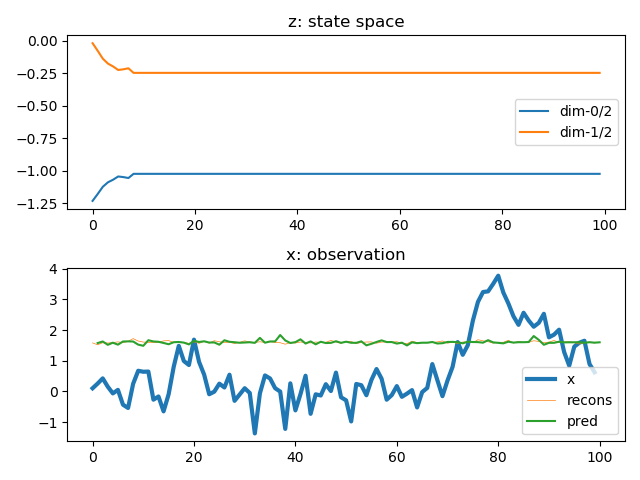 z: state space
0.00
−0.25
−0.50
−0.75
−1.00
−1.25
dim-0/2
dim-1/2
0 20 40 60 80 100
x: observation
4
3
2
1
0
−1
x
recons
pred
0 20 40 60 80 100